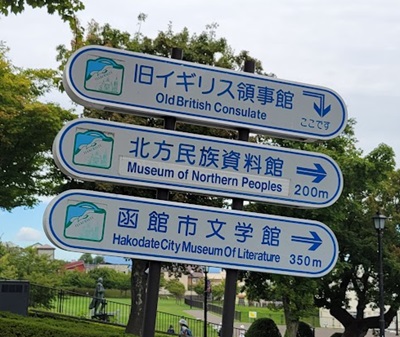 旧イギリス領事館
Old British Consulate
ここです
北方民族資料館
Museum of Northern Peoples
200m
函館市文学館
Hakodate City Museum Of Literature
350m